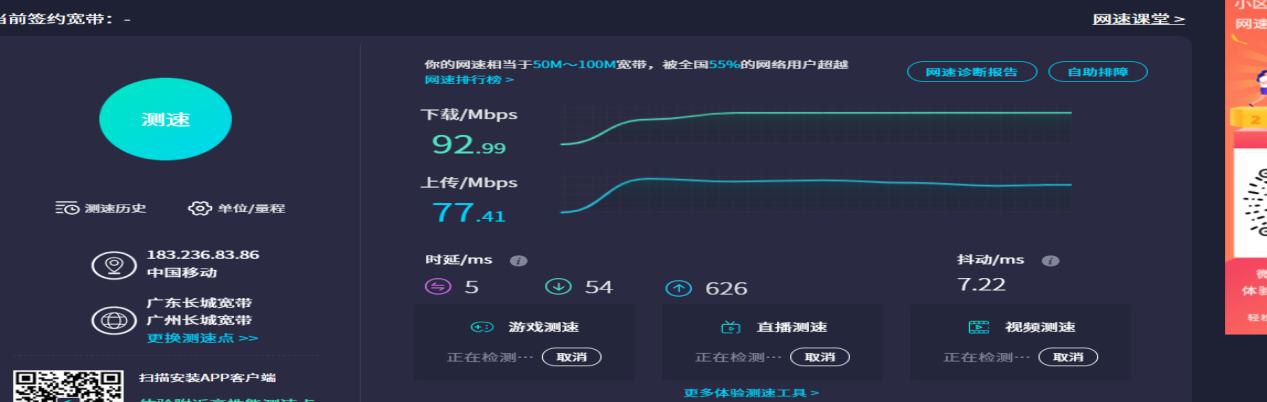 当前签约宽带： -
网速课堂 >
小区
网速
你的网速相当于50M～100M宽带，被全国55%的网络用户超越
网速排行榜 >
网速诊断报告
自助排障
测速
下载/Mbps
92.99
上传/Mbps
77.41
测速历史
单位/量程
183.236.83.86
中国移动
广东长城宽带
广州长城宽带
更换测速点 >>
时延/ms
抖动/ms
5
54
626
7.22
游戏测速
正在检测··· 取消
直播测速
正在检测··· 取消
视频测速
正在检测··· 取消
更多体验测速工具 >
扫描安装APP客户端
2
微
体验
轻松